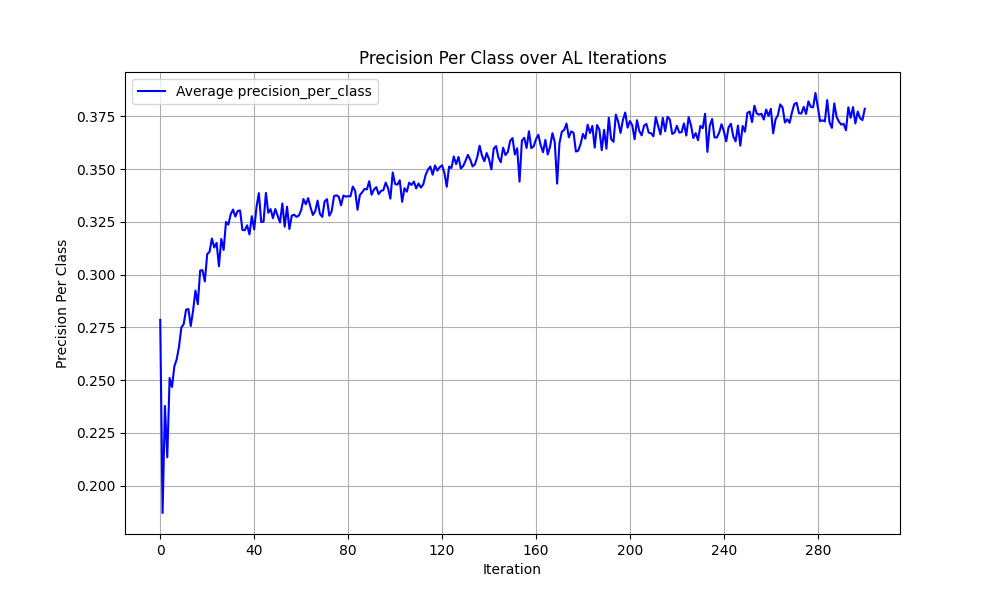 Precision Per Class over AL Iterations
Average precision_per_class
Precision Per Class
0.375
0.350
0.325
0.300
0.275
0.250
0.225
0.200
0 40 80 120 160 200 240 280
Iteration